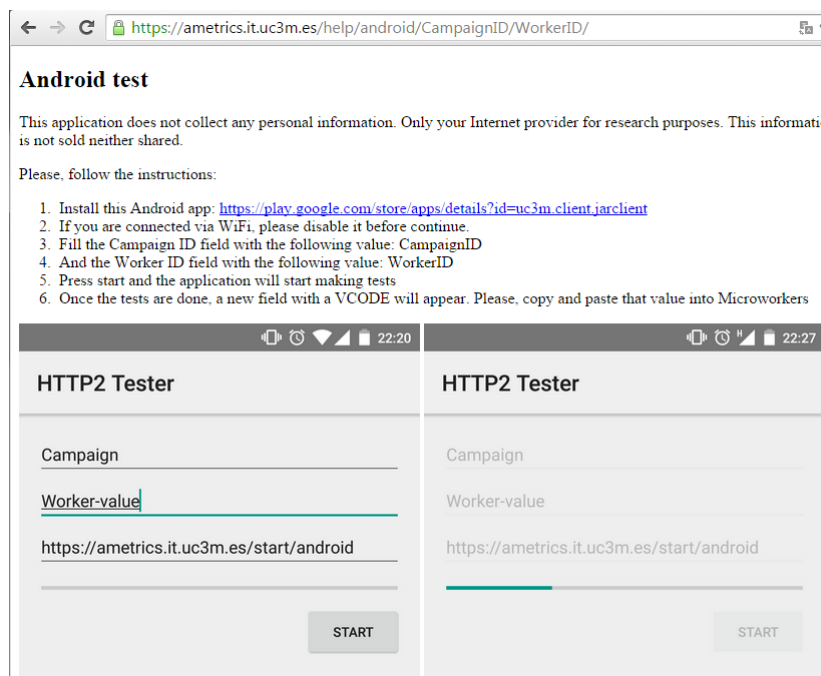 https://ametrics.it.uc3m.es/help/android/CampaignID/WorkerID/
Android test
This application does not collect any personal information. Only your Internet provider for research purposes. This informati
is not sold neither shared.
Please, follow the instructions:
1. Install this Android app: https://play.google.com/store/apps/details?id=uc3m.client.jarclient
2. If you are connected via WiFi, please disable it before continue.
3. Fill the Campaign ID field with the following value: CampaignID
4. And the Worker ID field with the following value: WorkerID
5. Press start and the application will start making tests
6. Once the tests are done, a new field with a VCODE will appear. Please, copy and paste that value into Microworkers
22:20
HTTP2 Tester
Campaign
Worker-value
https://ametrics.it.uc3m.es/start/android
START
H 22:27
HTTP2 Tester
Campaign
Worker-value
https://ametrics.it.uc3m.es/start/android
START